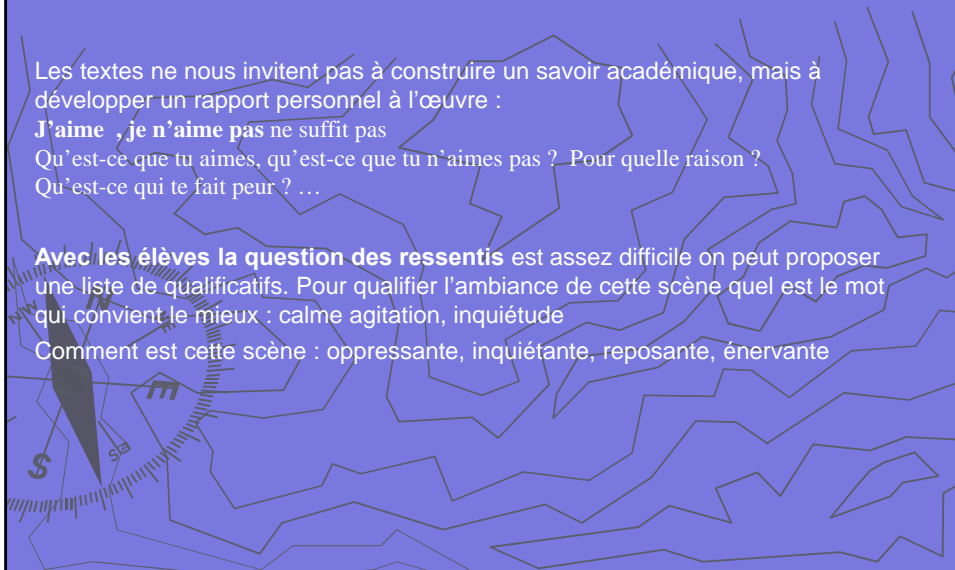 Les textes ne nous invitent pas à construire un savoir académique, mais à
développer un rapport personnel à l'œuvre :
J'aime , je n'aime pas ne suffit pas
Qu'est-ce que tu aimes, qu'est-ce que tu n'aimes pas ? Pour quelle raison ?
Qu'est-ce qui te fait peur ? …
Avec les élèves la question des ressentis est assez difficile on peut proposer
une liste de qualificatifs. Pour qualifier l'ambiance de cette scène quel est le mot
qui convient le mieux : calme agitation, inquiétude
Comment est cette scène : oppressante, inquiétante, reposante, énervante
NW
N
E
E
ES
S